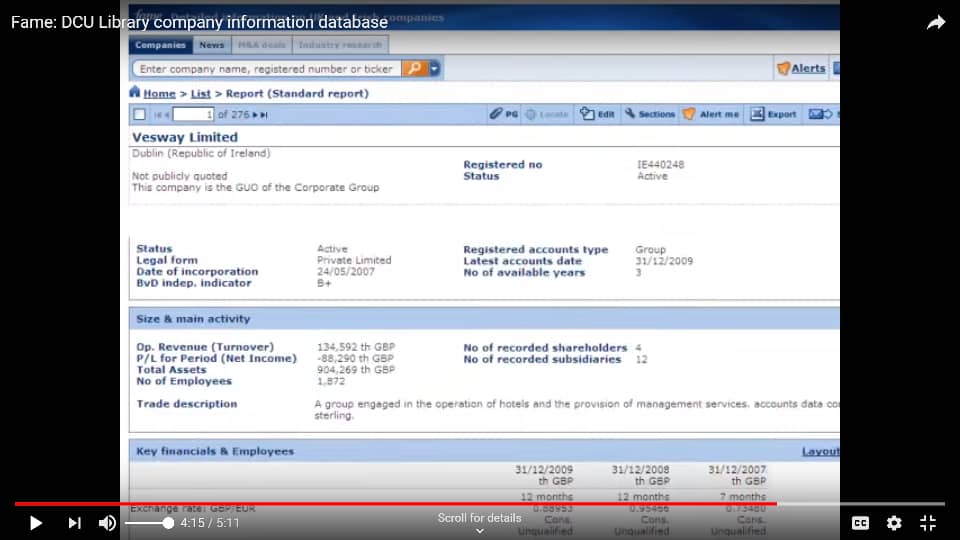 Fame: DCU Library company information database
fame Detailed information on UK and Irish companies
Companies News M&A deals Industry research
Enter company name, registered number or ticker
Alerts
Home > List > Report (Standard report)
1 of 276
PG Locate Edit Sections Alert me Export
Vesway Limited
Dublin (Republic of Ireland)
Registered no IE440248
Not publicly quoted Status Active
This company is the GUO of the Corporate Group
Status Active Registered accounts type Group
Legal form Private Limited Latest accounts date 31/12/2009
Date of incorporation 24/05/2007 No of available years 3
BvD indep. indicator B+
Size & main activity
Op. Revenue (Turnover) 134,592 th GBP No of recorded shareholders 4
P/L for Period (Net Income) -88,290 th GBP No of recorded subsidiaries 12
Total Assets 904,269 th GBP
No of Employees 1,872
Trade description A group engaged in the operation of hotels and the provision of management services. accounts data co
sterling.
Key financials & Employees Layout
31/12/2009 31/12/2008 31/12/2007
th GBP th GBP th GBP
12 months 12 months 7 months
Exchange rate: GBP/EUR 0.88953 0.95466 0.73480
Cons. Cons. Cons.
Unqualified Unqualified Unqualified
4:15 / 5:11
Scroll for details
CC